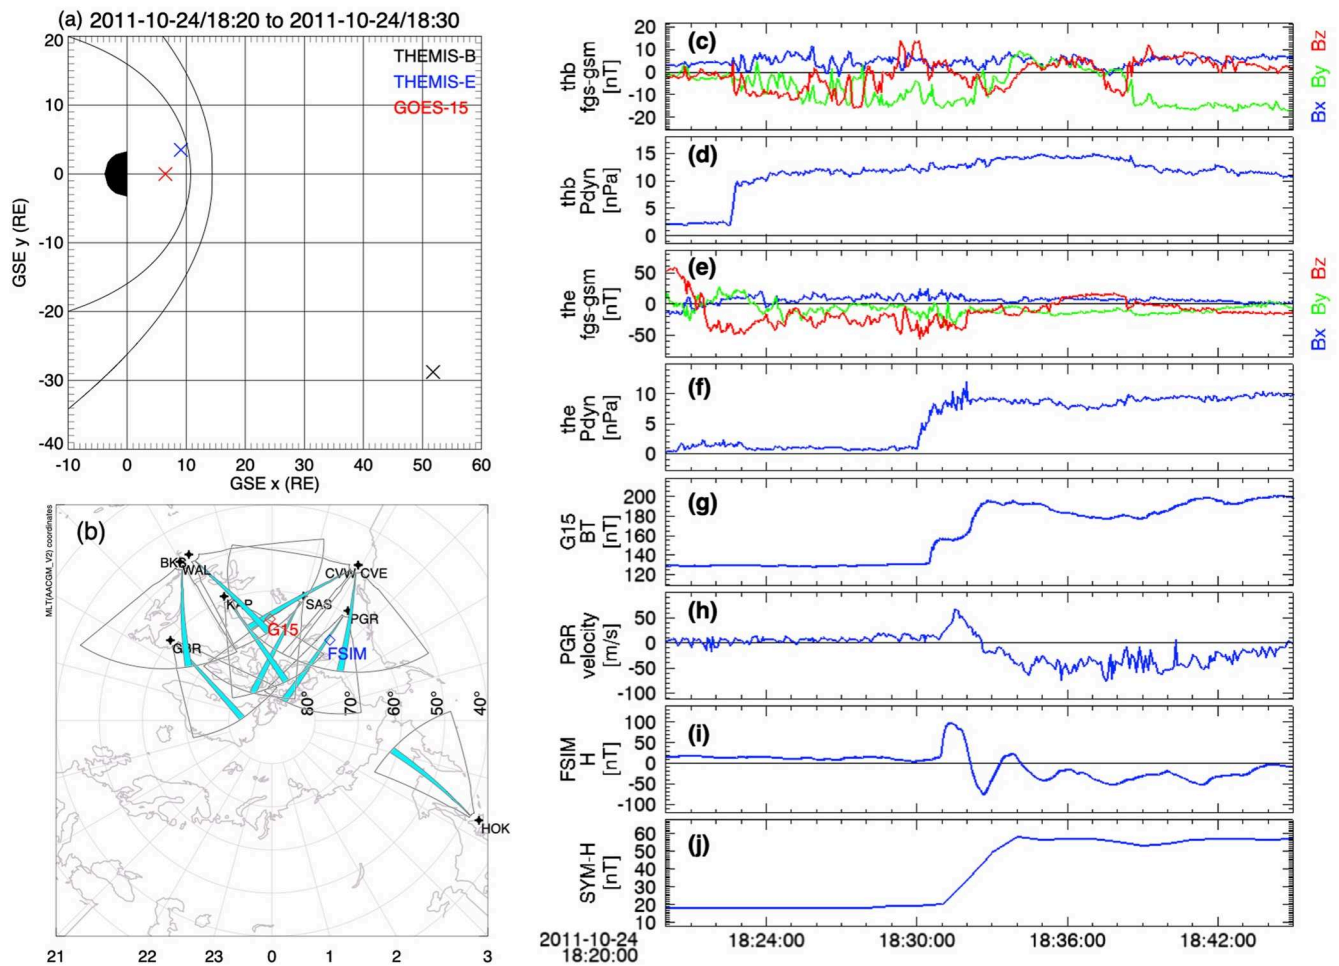 (a) 2011-10-24/18:20 to 2011-10-24/18:30
20
10
0
-10
-20
-30
-40
GSE y (RE)
THEMIS-B
THEMIS-E
GOES-15
-10 0 10 20 30 40 50 60
GSE x (RE)
(b)
MLT(AACGM_V2) coordinates
BKS
WAL
CVW CVE
KAP
SAS
PGR
G15
GBR
FSIM
80° 70° 60° 50° 40°
HOK
21 22 23 0 1 2 3
(c)
thb
fgs-gsm
[nT]
20
10
0
-10
-20
Bx By Bz
(d)
thb
Pdyn
[nPa]
15
10
5
0
(e)
the
fgs-gsm
[nT]
50
0
-50
Bx By Bz
(f)
the
Pdyn
[nPa]
10
5
0
(g)
G15
BT
[nT]
200
180
160
140
120
(h)
PGR
velocity
[m/s]
50
0
-50
-100
(i)
FSIM
H
[nT]
100
50
0
-50
-100
(j)
SYM-H
[nT]
60
50
40
30
20
10
2011-10-24
18:20:00
18:24:00 18:30:00 18:36:00 18:42:00